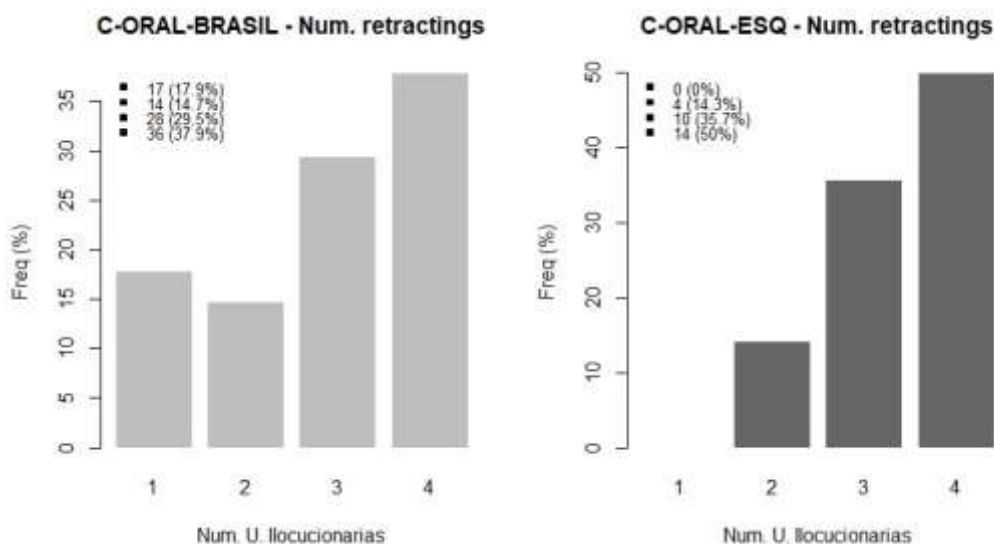 C-ORAL-BRASIL - Num. retractings
17 (17.9%)
14 (14.7%)
28 (29.5%)
36 (37.9%)
Freq (%)
35
30
25
20
15
10
5
0
1 2 3 4
Num. U. Ilocucionarias
C-ORAL-ESQ - Num. retractings
0 (0%)
4 (14.3%)
10 (35.7%)
14 (50%)
Freq (%)
50
40
30
20
10
0
1 2 3 4
Num. U. Ilocucionarias